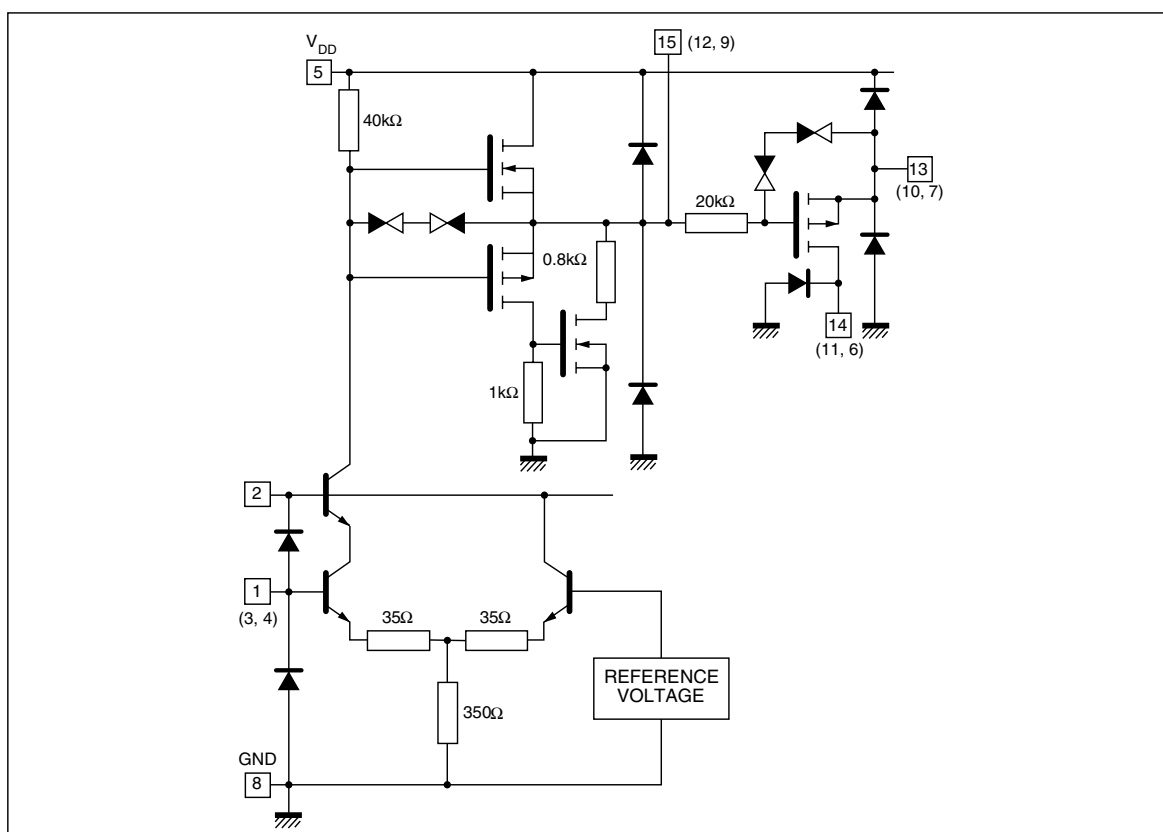 V_DD
5
15 (12, 9)
40kΩ
20kΩ
13
(10, 7)
0.8kΩ
14
(11, 6)
1kΩ
2
1
(3, 4)
35Ω
35Ω
REFERENCE
VOLTAGE
350Ω
GND
8